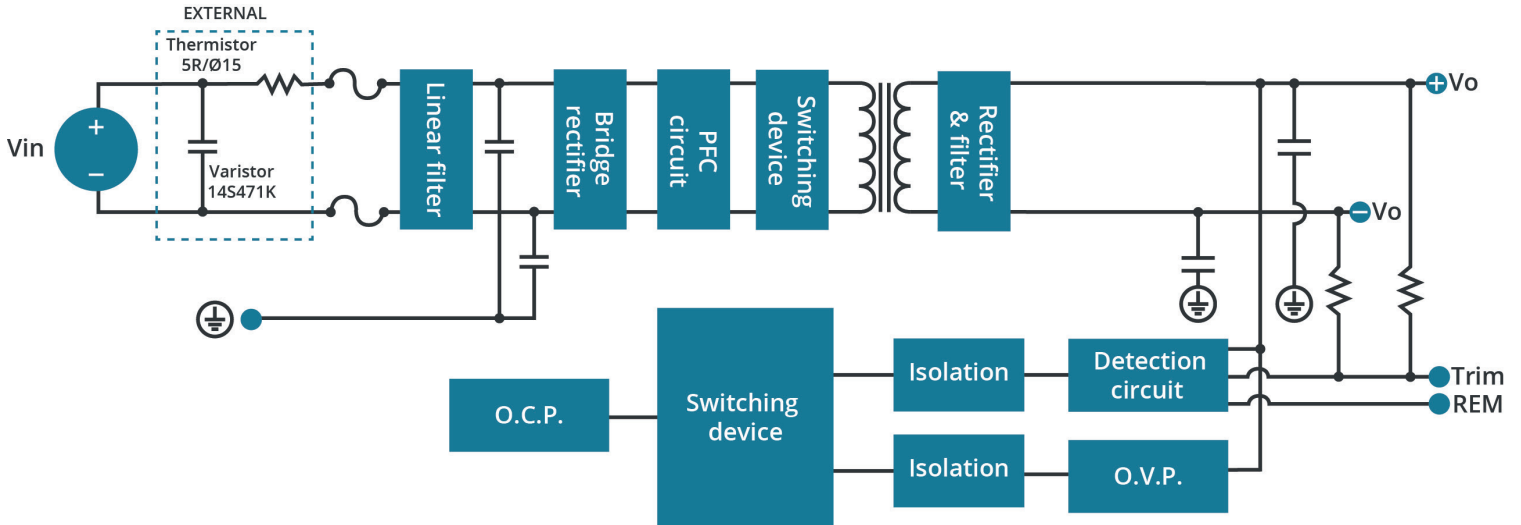 EXTERNAL
Thermistor
5R/Ø15
Vin
+
−
Varistor
14S471K
Linear filter
Bridge
rectifier
PFC
circuit
Switching
device
Rectifier
& filter
+ Vo
− Vo
O.C.P.
Switching
device
Isolation
Detection
circuit
Isolation
O.V.P.
Trim
REM